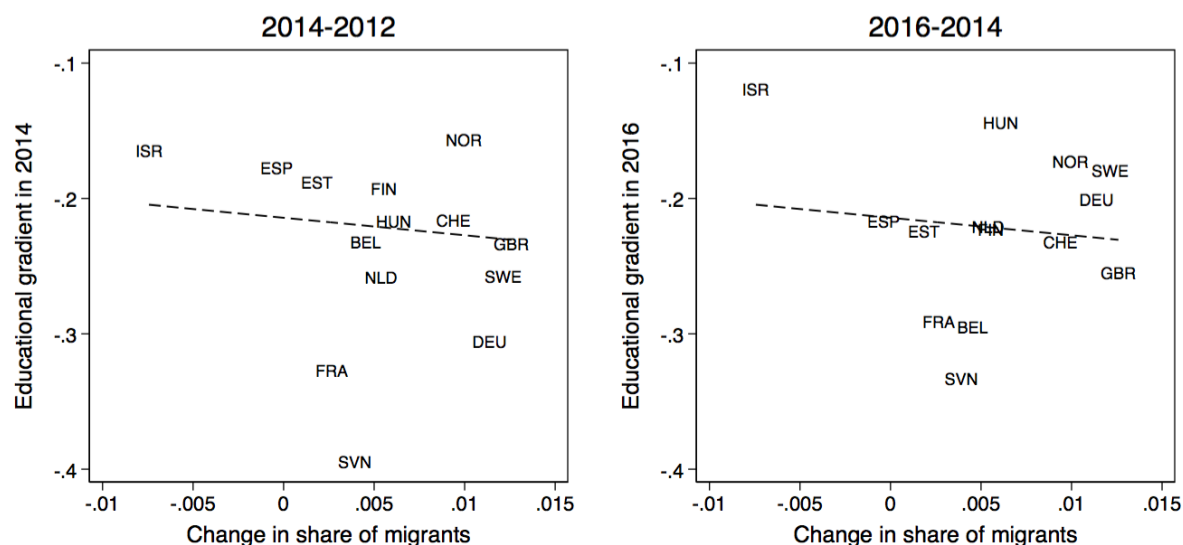 2014-2012
Educational gradient in 2014
-.1
-.2
-.3
-.4
ISR
NOR
ESP
EST
FIN
HUN
CHE
BEL
GBR
NLD
SWE
DEU
FRA
SVN
-.01
-.005
0
.005
.01
.015
Change in share of migrants
2016-2014
Educational gradient in 2016
-.1
-.2
-.3
-.4
ISR
HUN
NOR
SWE
DEU
ESP
EST
NLD
FIN
CHE
GBR
FRA
BEL
SVN
-.01
-.005
0
.005
.01
.015
Change in share of migrants